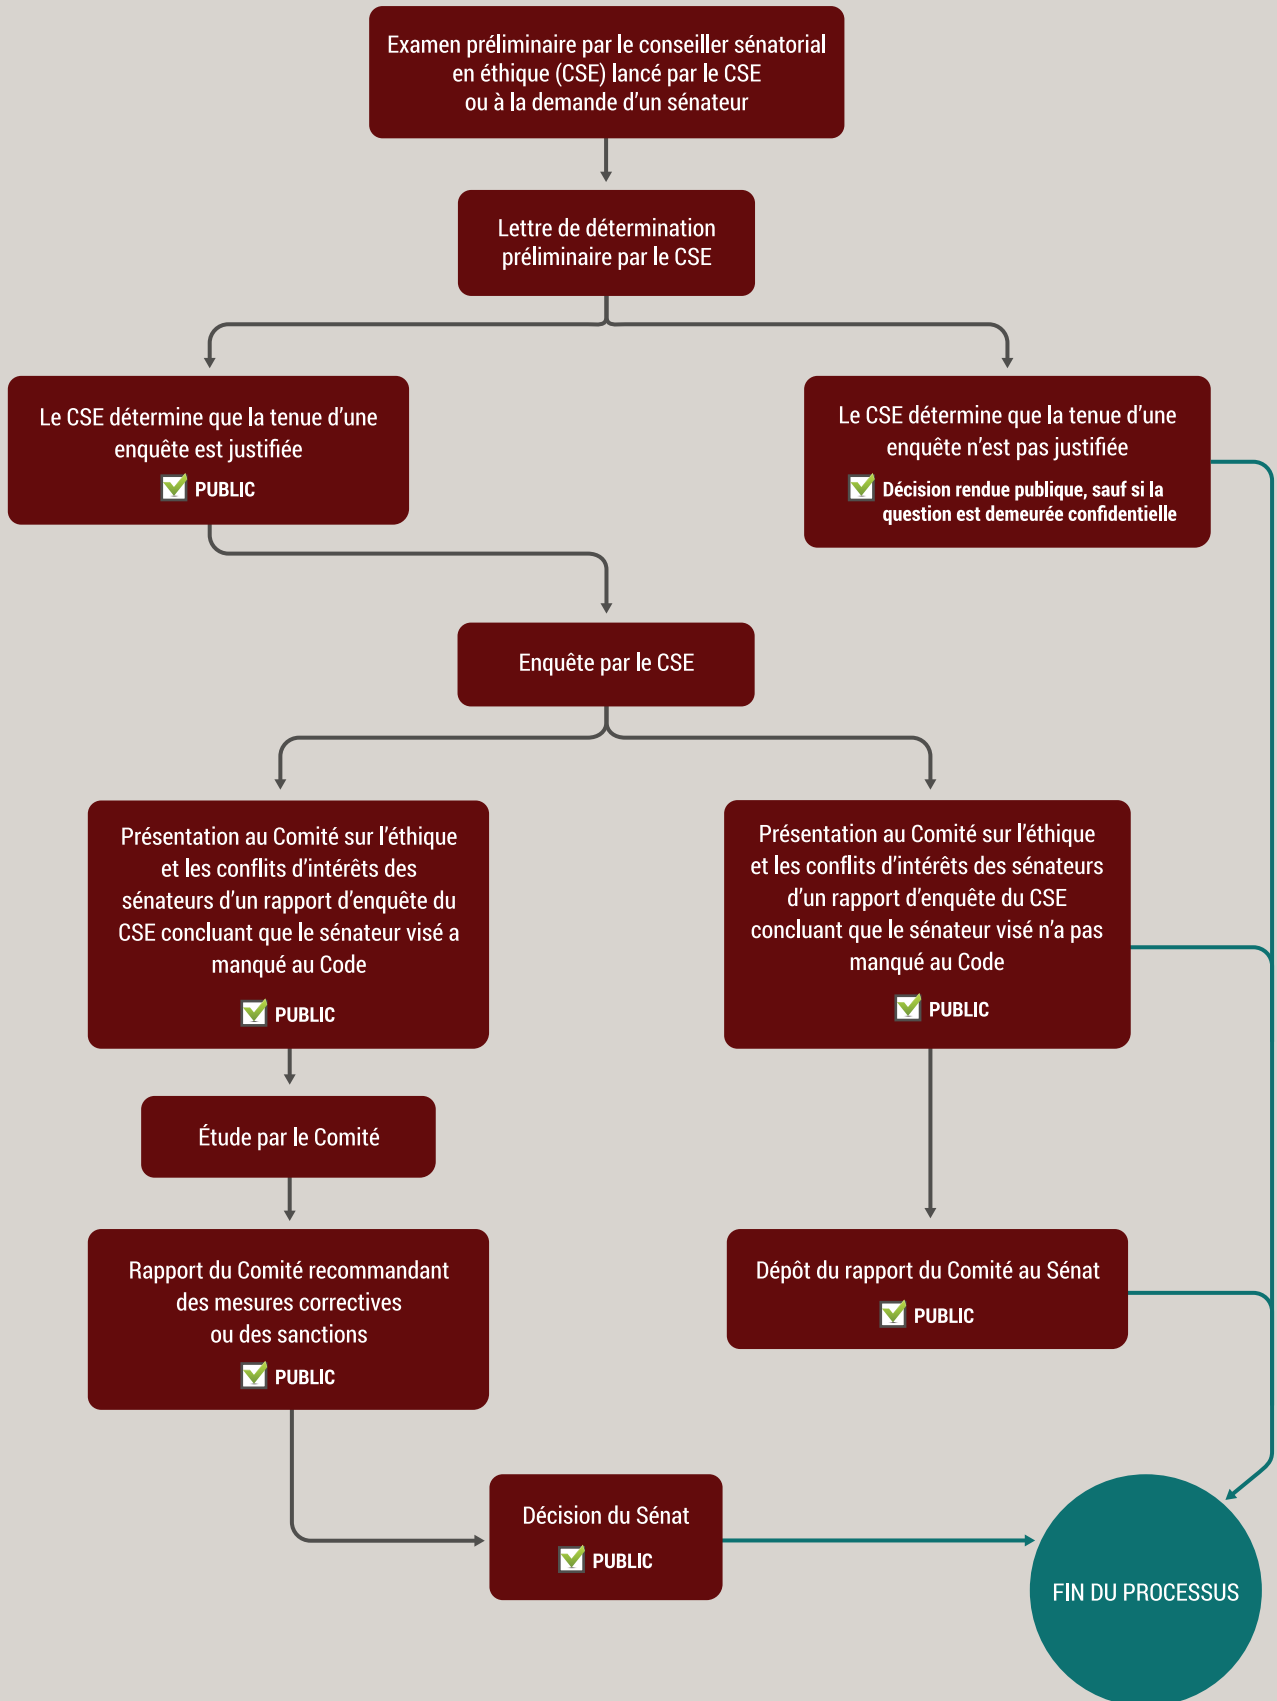 Examen préliminaire par le conseiller sénatorial
en éthique (CSE) lancé par le CSE
ou à la demande d'un sénateur
Lettre de détermination
préliminaire par le CSE
Le CSE détermine que la tenue d'une
enquête est justifiée
PUBLIC
Le CSE détermine que la tenue d'une
enquête n'est pas justifiée
Décision rendue publique, sauf si la
question est demeurée confidentielle
Enquête par le CSE
Présentation au Comité sur l'éthique
et les conflits d'intérêts des
sénateurs d'un rapport d'enquête du
CSE concluant que le sénateur visé a
manqué au Code
PUBLIC
Présentation au Comité sur l'éthique
et les conflits d'intérêts des sénateurs
d'un rapport d'enquête du CSE
concluant que le sénateur visé n'a pas
manqué au Code
PUBLIC
Étude par le Comité
Rapport du Comité recommandant
des mesures correctives
ou des sanctions
PUBLIC
Dépôt du rapport du Comité au Sénat
PUBLIC
Décision du Sénat
PUBLIC
FIN DU PROCESSUS